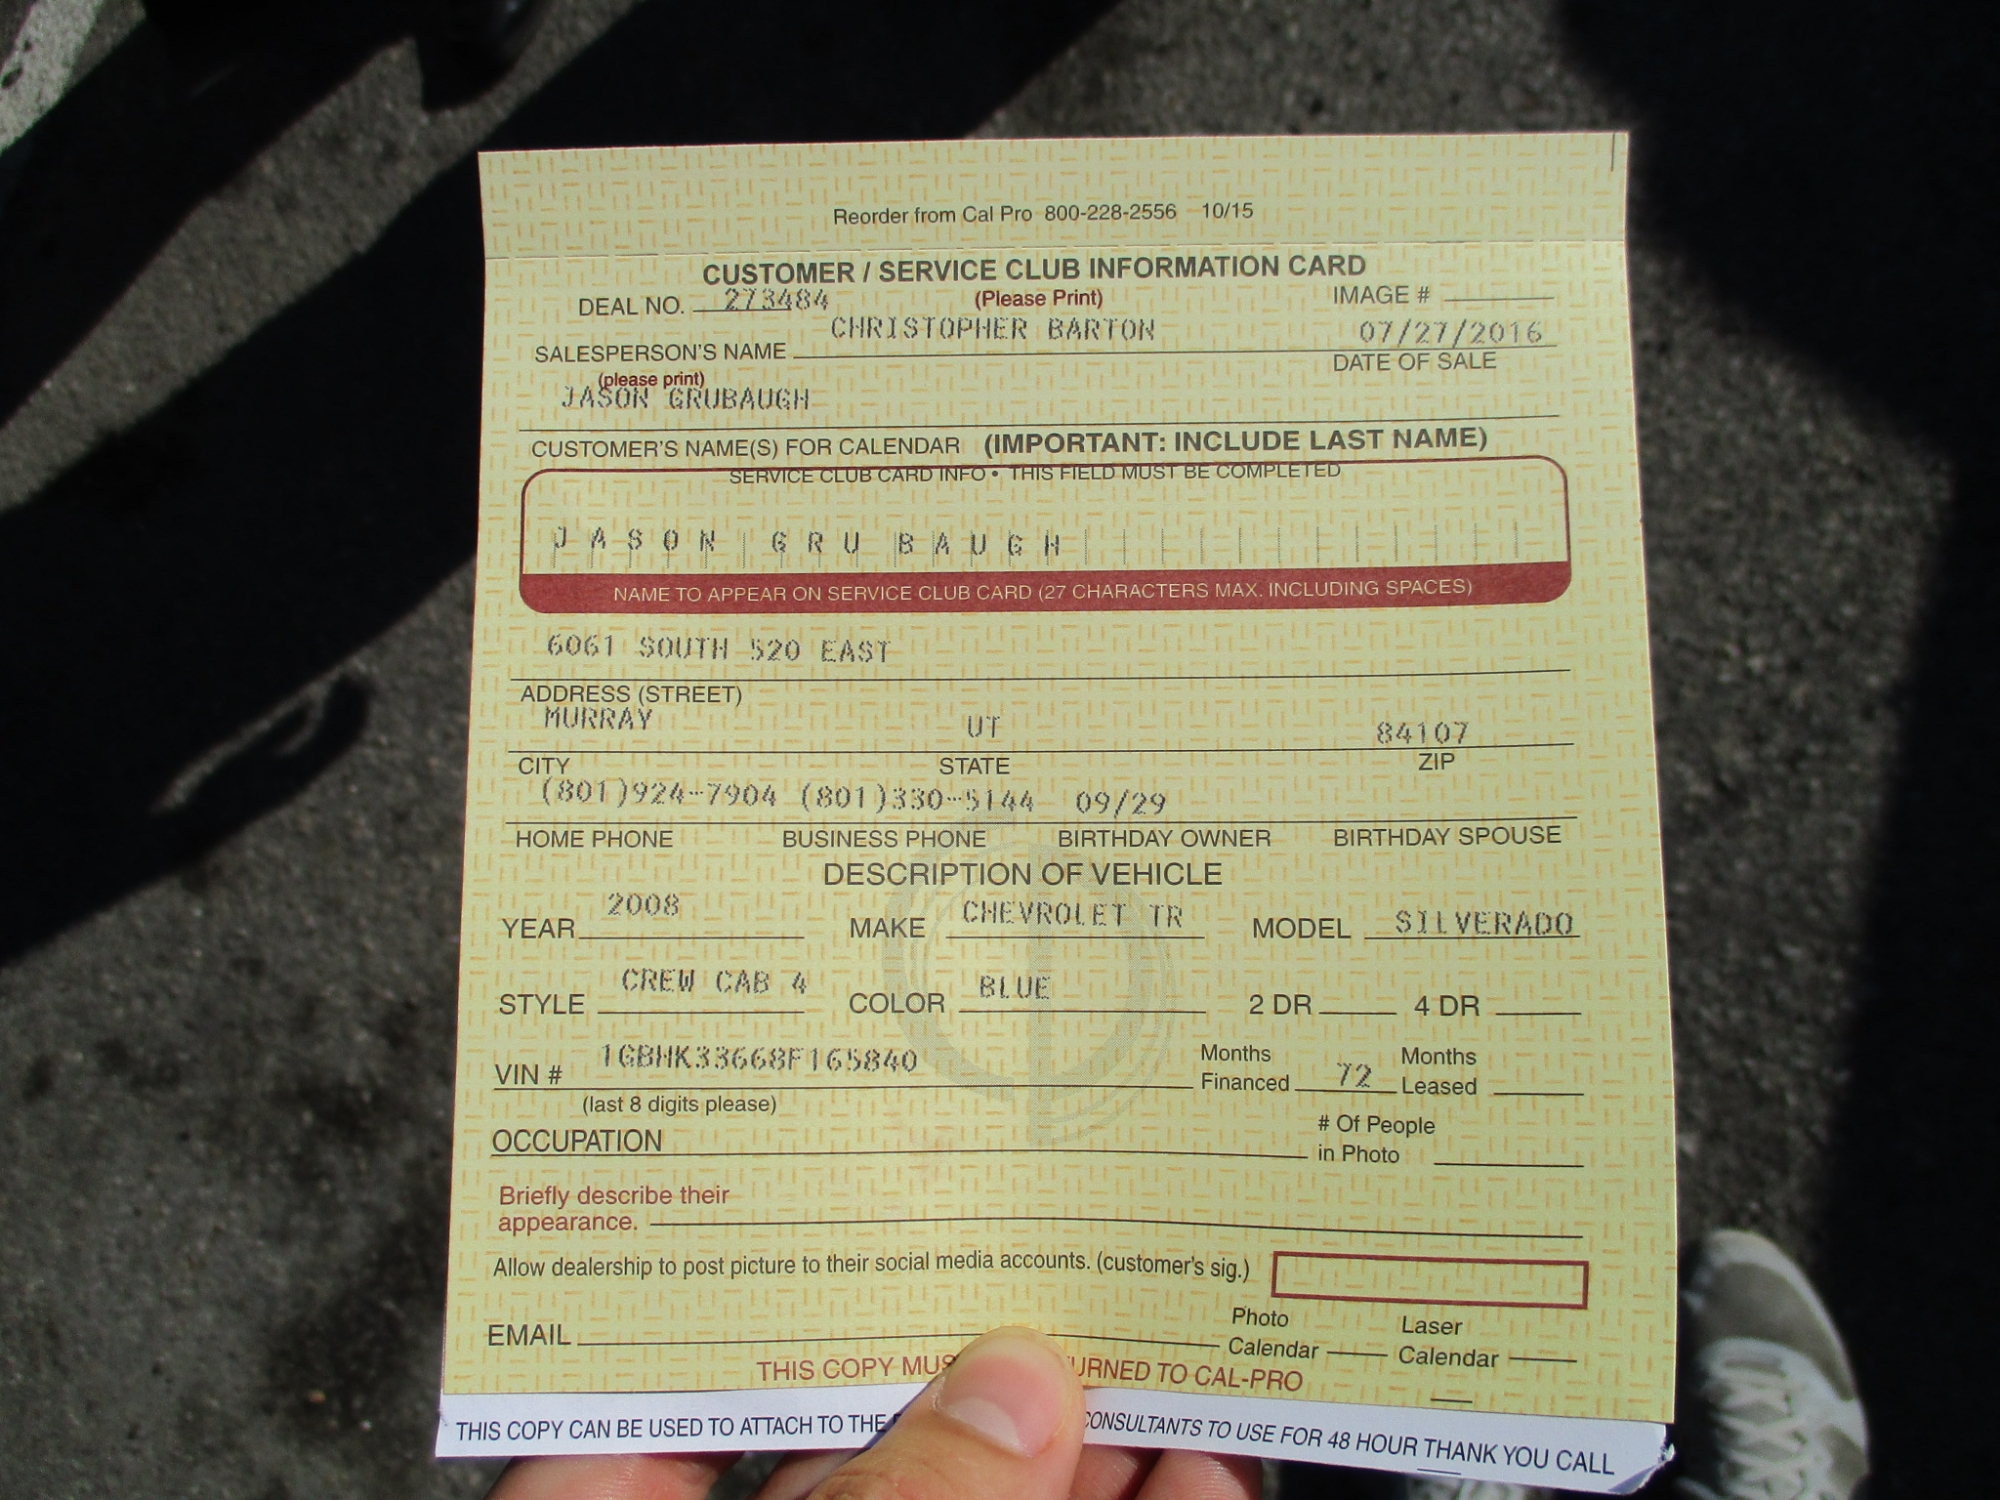 Reorder from Cal Pro 800-228-2556 10/15
CUSTOMER / SERVICE CLUB INFORMATION CARD
DEAL NO. 273484 (Please Print) IMAGE #
CHRISTOPHER BARTON 07/27/2016
SALESPERSON'S NAME DATE OF SALE
(please print)
JASON GRUBAUGH
CUSTOMER'S NAME(S) FOR CALENDAR (IMPORTANT: INCLUDE LAST NAME)
SERVICE CLUB CARD INFO • THIS FIELD MUST BE COMPLETED
JASON GRUBAUGH
NAME TO APPEAR ON SERVICE CLUB CARD (27 CHARACTERS MAX. INCLUDING SPACES)
6061 SOUTH 520 EAST
ADDRESS (STREET)
MURRAY UT 84107
CITY STATE ZIP
(801)924-7904 (801)330-5144 09/29
HOME PHONE BUSINESS PHONE BIRTHDAY OWNER BIRTHDAY SPOUSE
DESCRIPTION OF VEHICLE
YEAR 2008 MAKE CHEVROLET TR MODEL SILVERADO
STYLE CREW CAB 4 COLOR BLUE 2 DR 4 DR
VIN # 1GBHK33668F165840 Months Financed 72 Months Leased
(last 8 digits please)
OCCUPATION # Of People in Photo
Briefly describe their
appearance.
Allow dealership to post picture to their social media accounts. (customer's sig.)
EMAIL Photo Calendar Laser Calendar
THIS COPY TO CAL-PRO
THIS COPY CAN BE USED TO ATTACH TO THE CONSULTANTS TO USE FOR 48 HOUR THANK YOU CALL